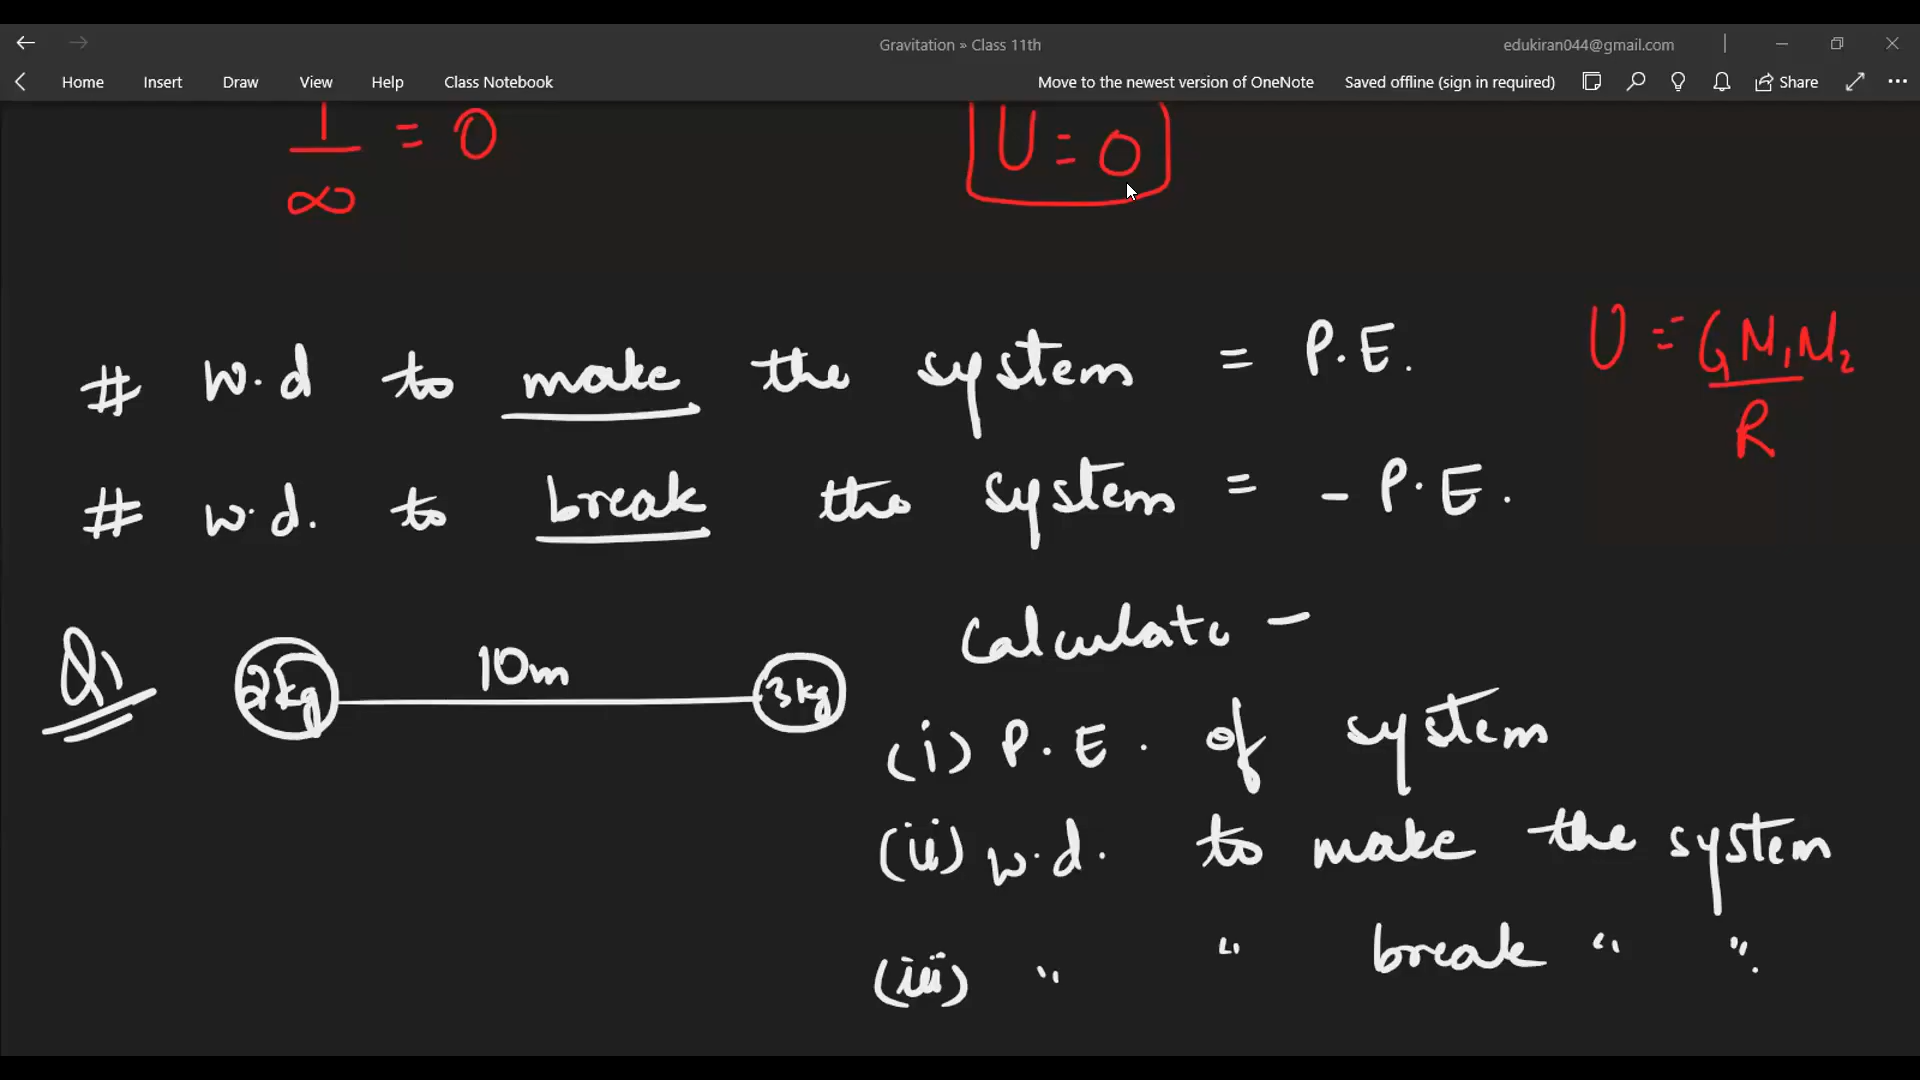 Gravitation » Class 11th
edukiran044@gmail.com
Home Insert Draw View Help Class Notebook
Move to the newest version of OneNote Saved offline (sign in required) Share
1/∞ = 0
U = 0
# W.d to make the system = P.E.
U = -GM₁M₂/R
# W.d. to break the system = - P.E.
Q1 2kg 10m 3kg
Calculate -
(i) P.E. of system
(ii) W.d. to make the system
(iii) " " break " ".